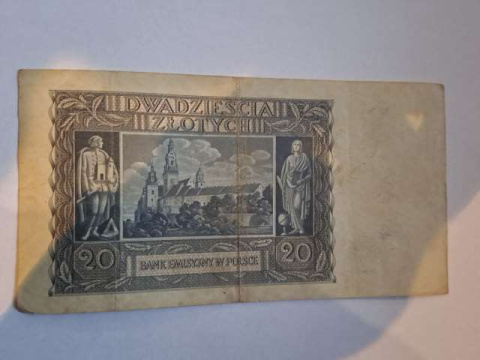 DWADZIEŚCIA
ZŁOTYCH
20 BANK EMISYJNY W POLSCE 20